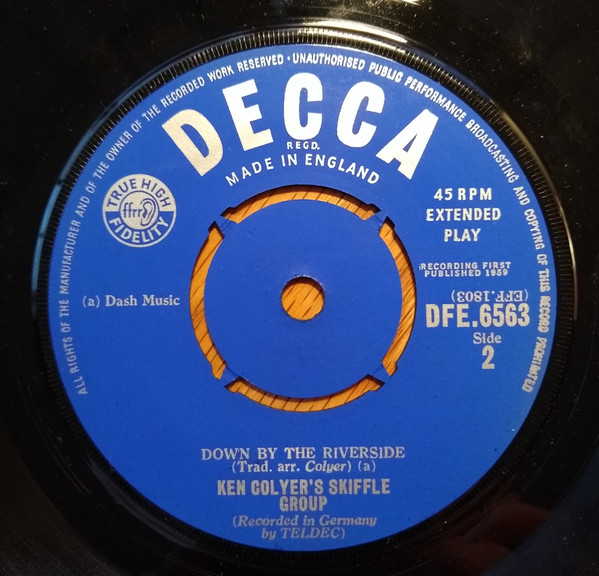 ALL RIGHTS OF THE MANUFACTURER AND OF THE OWNER OF THE RECORDED WORK RESERVED • UNAUTHORISED PUBLIC PERFORMANCE BROADCASTING AND COPYING OF THIS RECORD PROHIBITED
DECCA
REGD.
MADE IN ENGLAND
TRUE HIGH
ffrr
FIDELITY
45 RPM
EXTENDED
PLAY
RECORDING FIRST
PUBLISHED 1959
(a) Dash Music
(EFF.1803)
DFE.6563
Side
2
DOWN BY THE RIVERSIDE
(Trad. arr. Colyer) (a)
KEN COLYER'S SKIFFLE
GROUP
(Recorded in Germany
by TELDEC)